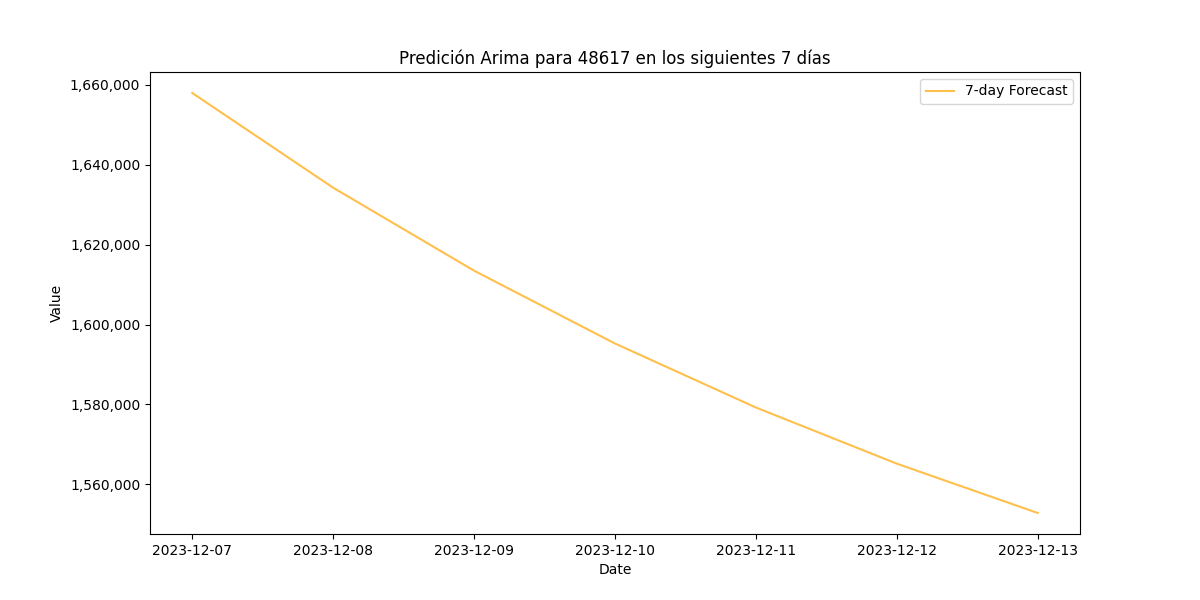 Predición Arima para 48617 en los siguientes 7 días
7-day Forecast
1,660,000
1,640,000
1,620,000
1,600,000
1,580,000
1,560,000
Value
2023-12-07 2023-12-08 2023-12-09 2023-12-10 2023-12-11 2023-12-12 2023-12-13
Date